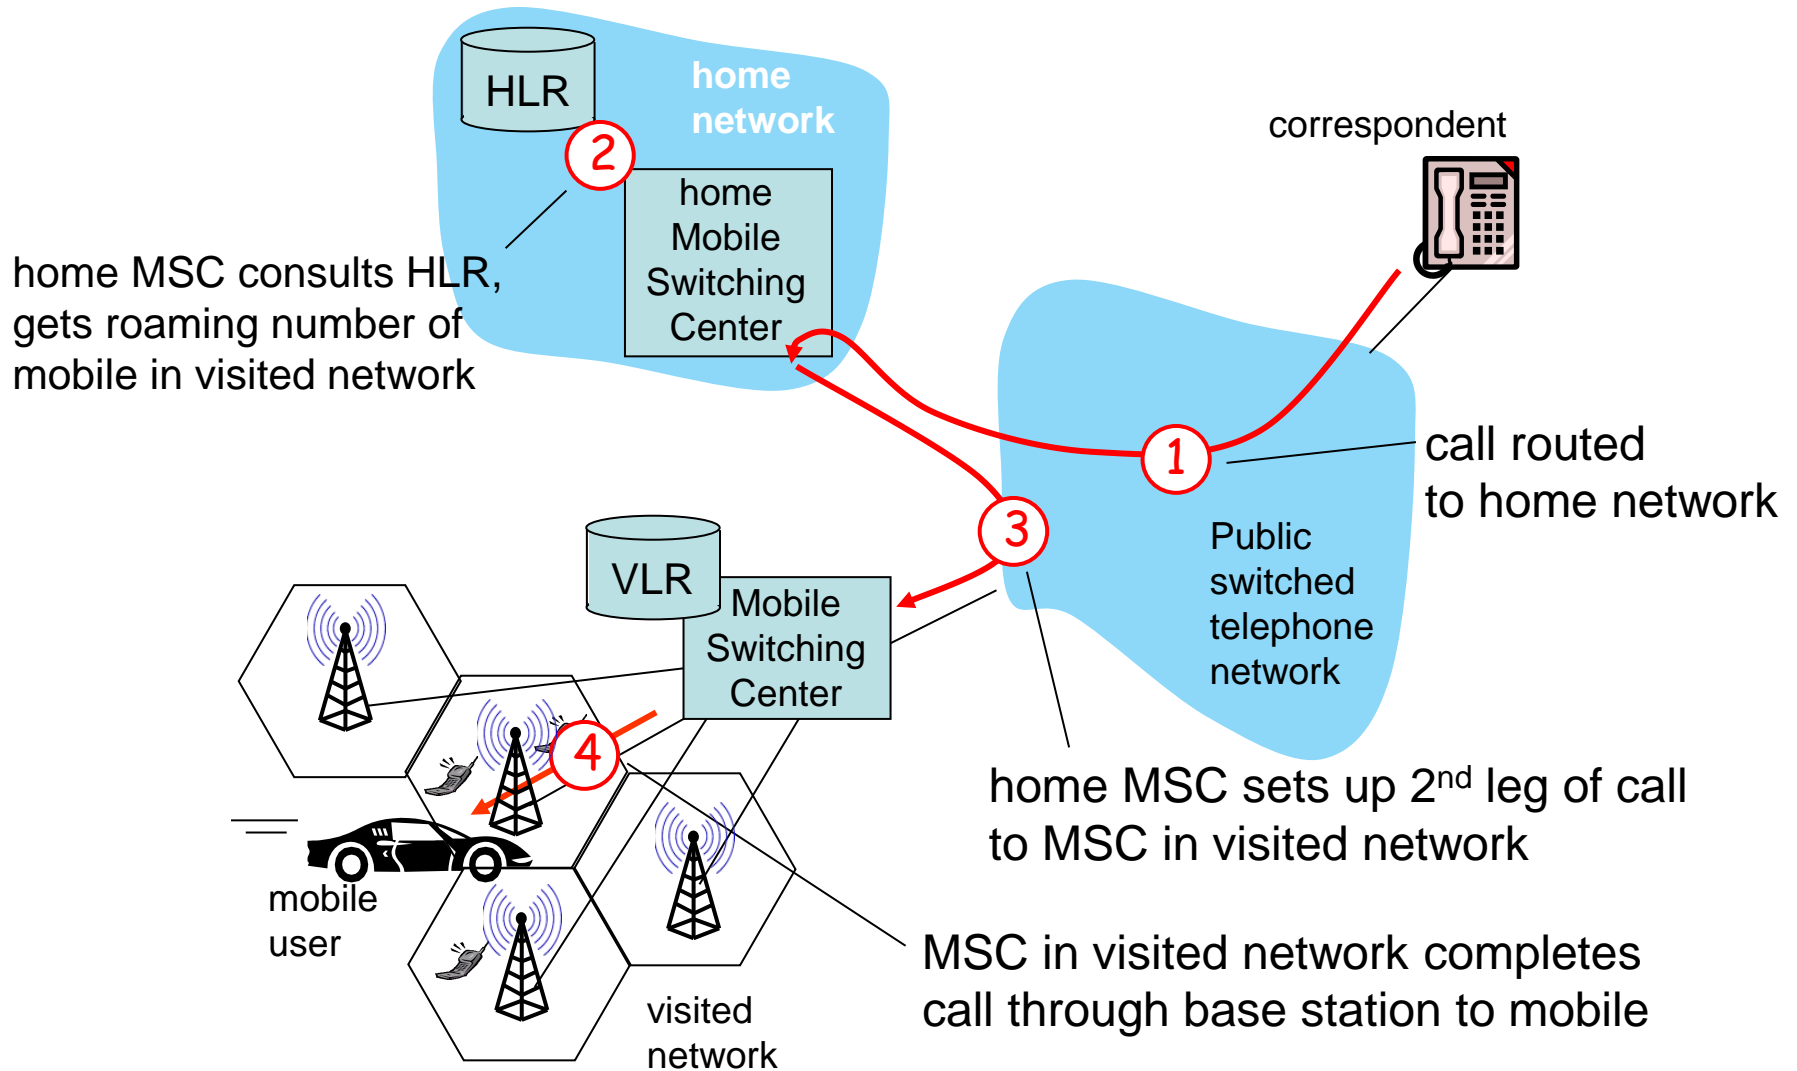 HLR
home
network
2
home
Mobile
Switching
Center
correspondent
home MSC consults HLR,
gets roaming number of
mobile in visited network
1
call routed
to home network
3
Public
switched
telephone
network
VLR
Mobile
Switching
Center
4
home MSC sets up 2nd leg of call
to MSC in visited network
mobile
user
MSC in visited network completes
call through base station to mobile
visited
network